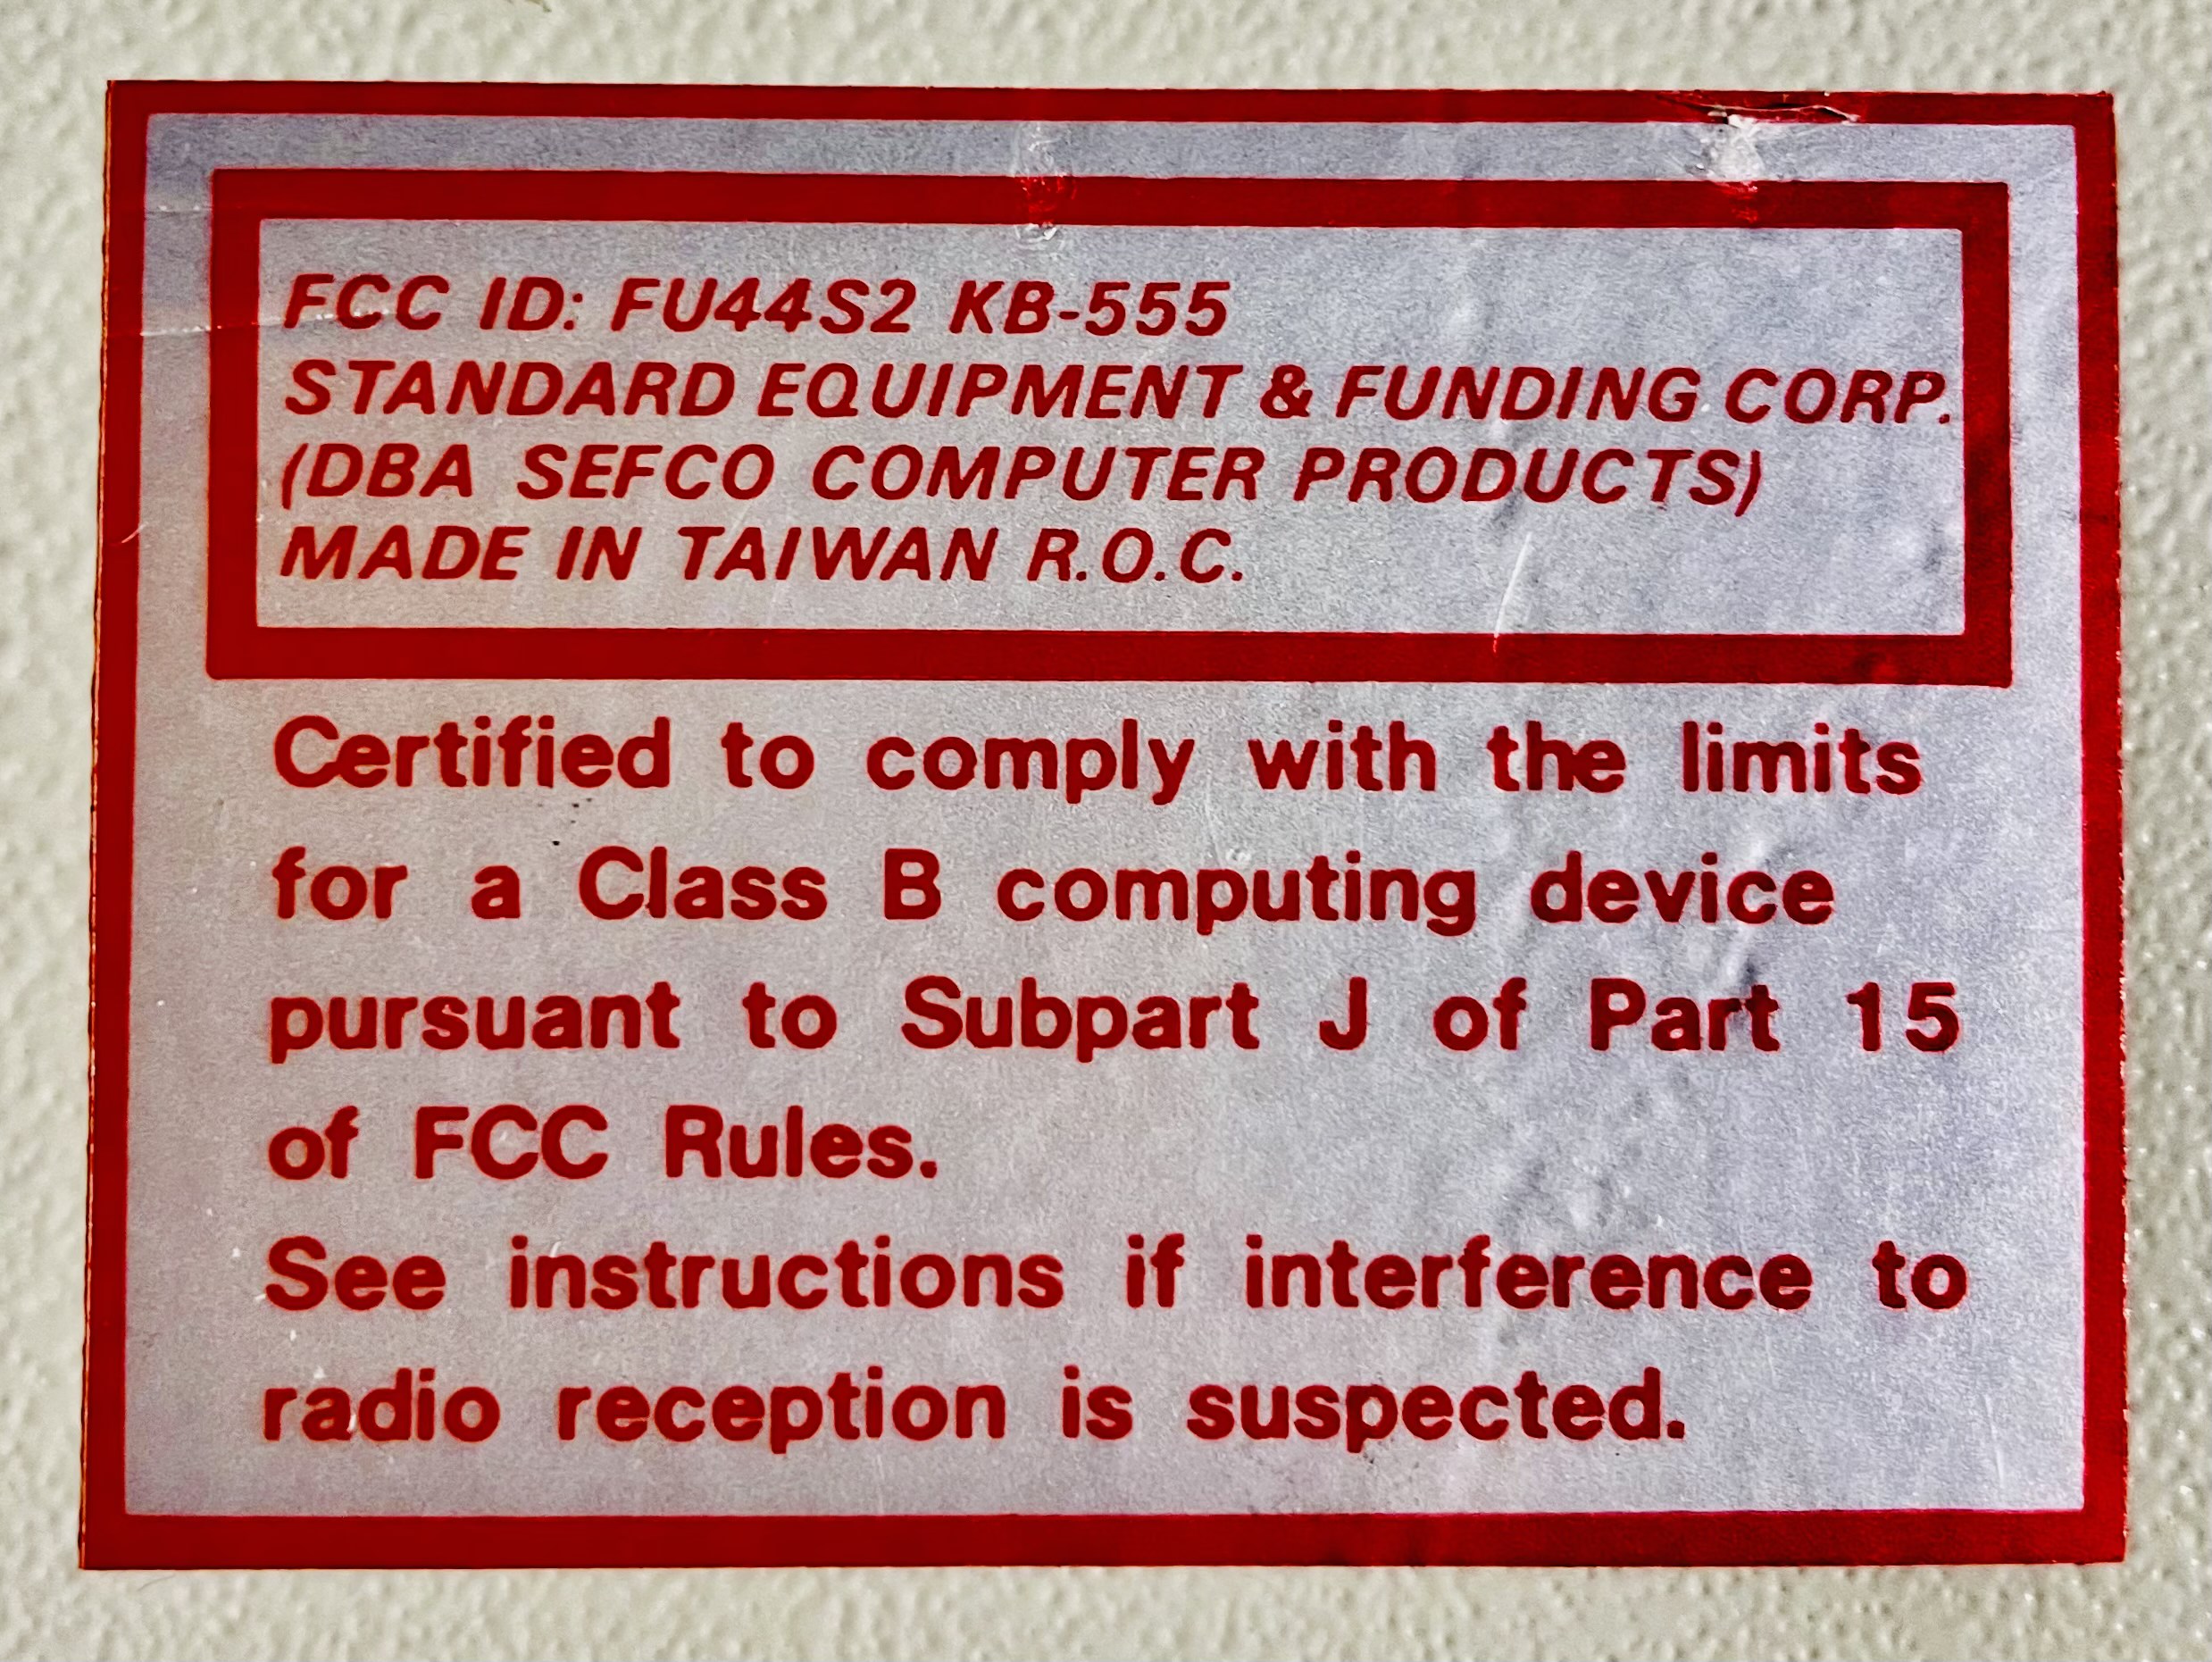 FCC ID: FU44S2 KB-555
STANDARD EQUIPMENT & FUNDING CORP.
(DBA SEFCO COMPUTER PRODUCTS)
MADE IN TAIWAN R.O.C.
Certified to comply with the limits
for a Class B computing device
pursuant to Subpart J of Part 15
of FCC Rules.
See instructions if interference to
radio reception is suspected.